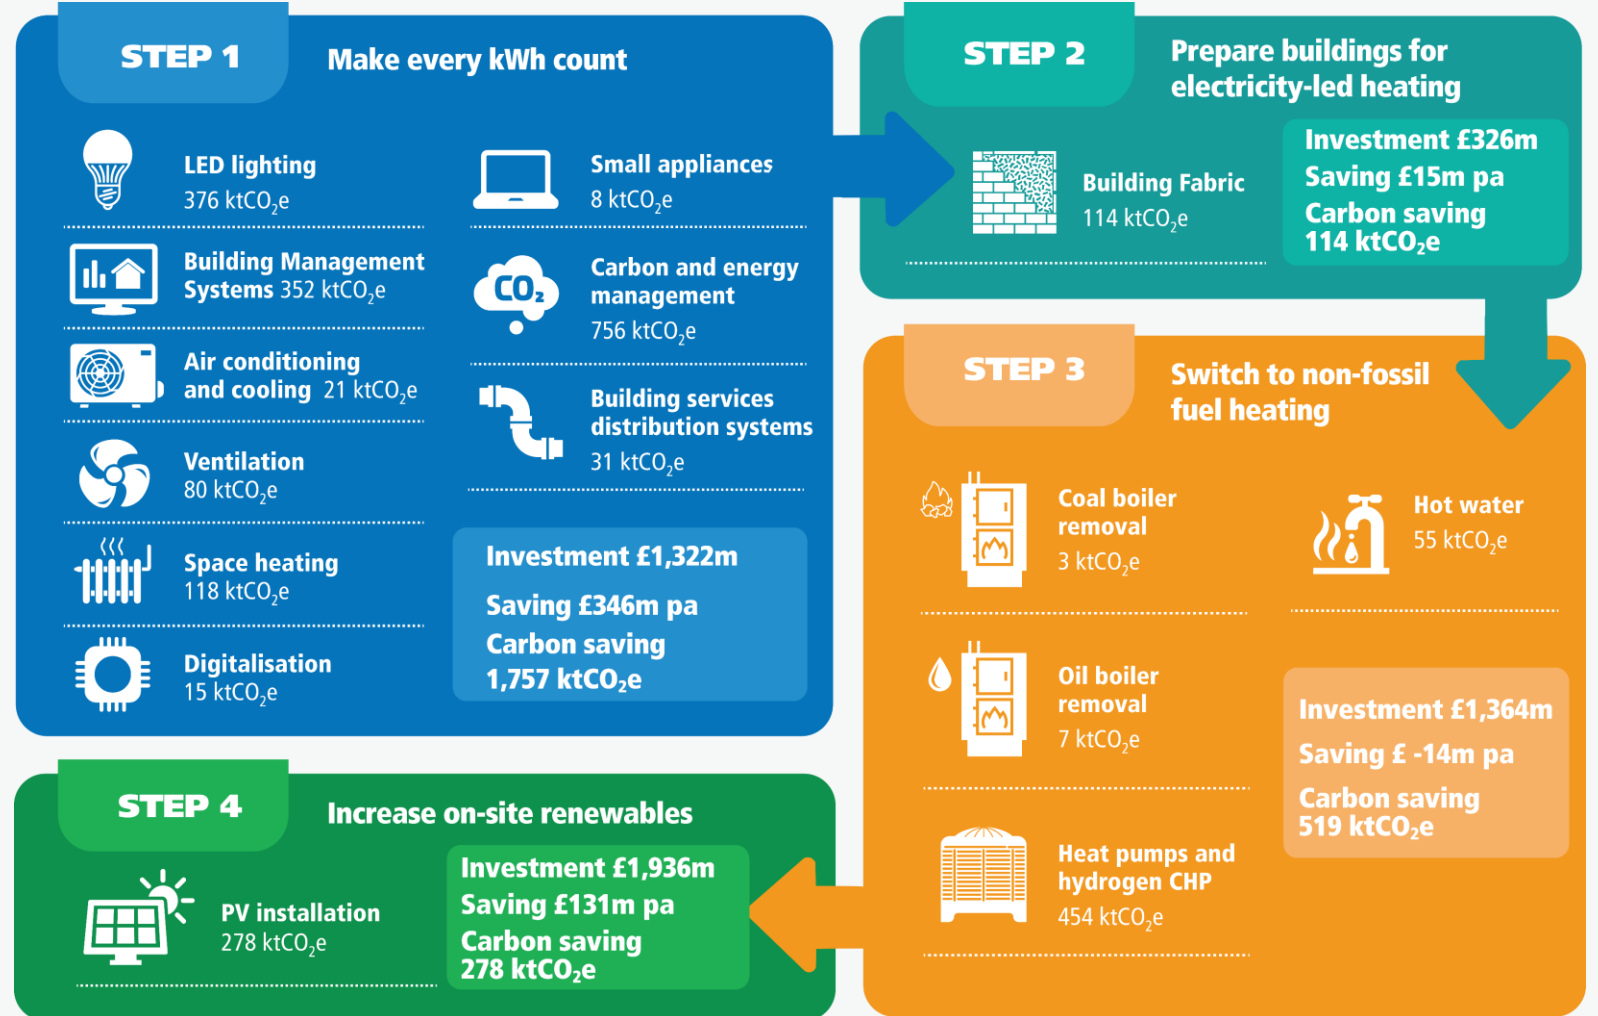 STEP 1
Make every kWh count
LED lighting
376 ktCO₂e
Building Management
Systems 352 ktCO₂e
Air conditioning
and cooling 21 ktCO₂e
Ventilation
80 ktCO₂e
Space heating
118 ktCO₂e
Digitalisation
15 ktCO₂e
Small appliances
8 ktCO₂e
CO₂
Carbon and energy
management
756 ktCO₂e
Building services
distribution systems
31 ktCO₂e
Investment £1,322m
Saving £346m pa
Carbon saving
1,757 ktCO₂e
STEP 2
Prepare buildings for
electricity-led heating
Building Fabric
114 ktCO₂e
Investment £326m
Saving £15m pa
Carbon saving
114 ktCO₂e
STEP 3
Switch to non-fossil
fuel heating
Coal boiler
removal
3 ktCO₂e
Oil boiler
removal
7 ktCO₂e
Heat pumps and
hydrogen CHP
454 ktCO₂e
Hot water
55 ktCO₂e
Investment £1,364m
Saving £ -14m pa
Carbon saving
519 ktCO₂e
STEP 4
Increase on-site renewables
PV installation
278 ktCO₂e
Investment £1,936m
Saving £131m pa
Carbon saving
278 ktCO₂e